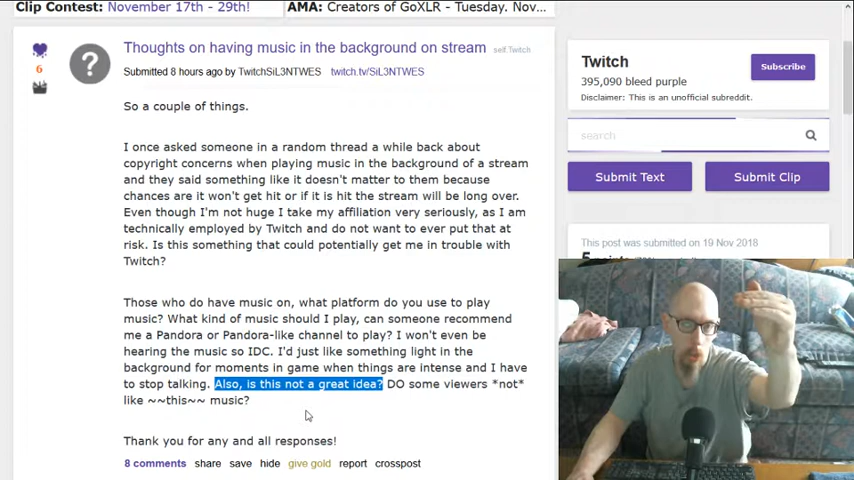 Clip Contest: November 17th - 29th!
AMA: Creators of GoXLR - Tuesday. Nov...
Thoughts on having music in the background on stream self.Twitch
6
?
Submitted 8 hours ago by TwitchSiL3NTWES twitch.tv/SiL3NTWES
So a couple of things.
I once asked someone in a random thread a while back about
copyright concerns when playing music in the background of a stream
and they said something like it doesn't matter to them because
chances are it won't get hit or if it is hit the stream will be long over.
Even though I'm not huge I take my affiliation very seriously, as I am
technically employed by Twitch and do not want to ever put that at
risk. Is this something that could potentially get me in trouble with
Twitch?
Those who do have music on, what platform do you use to play
music? What kind of music should I play, can someone recommend
me a Pandora or Pandora-like channel to play? I won't even be
hearing the music so IDC. I'd just like something light in the
background for moments in game when things are intense and I have
to stop talking. Also, is this not a great idea? DO some viewers *not*
like ~~this~~ music?
Thank you for any and all responses!
8 comments share save hide give gold report crosspost
Twitch
395,090 bleed purple
Subscribe
Disclaimer: This is an unofficial subreddit.
search
Submit Text
Submit Clip
This post was submitted on 19 Nov 2018